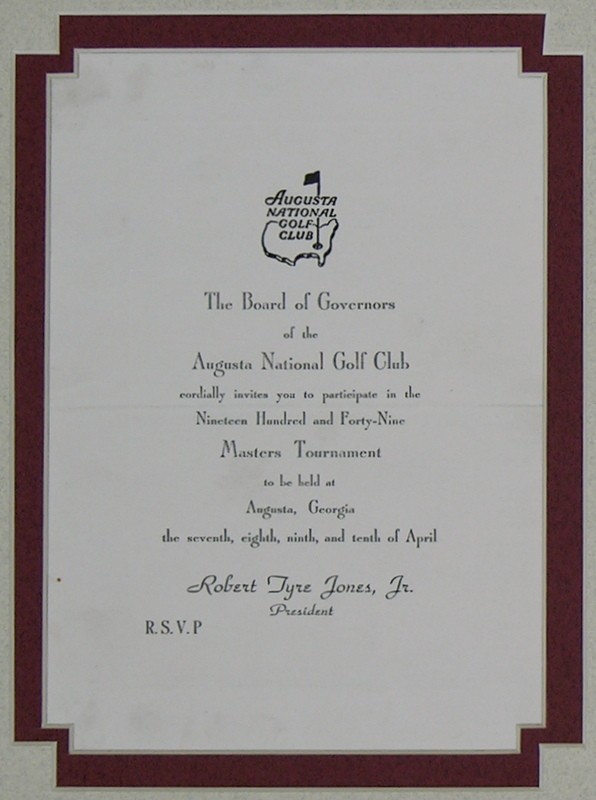 AUGUSTA
NATIONAL
GOLF
CLUB
The Board of Governors
of the
Augusta National Golf Club
cordially invites you to participate in the
Nineteen Hundred and Forty-Nine
Masters Tournament
to be held at
Augusta, Georgia
the seventh, eighth, ninth, and tenth of April
Robert Tyre Jones, Jr.
President
R. S. V. P